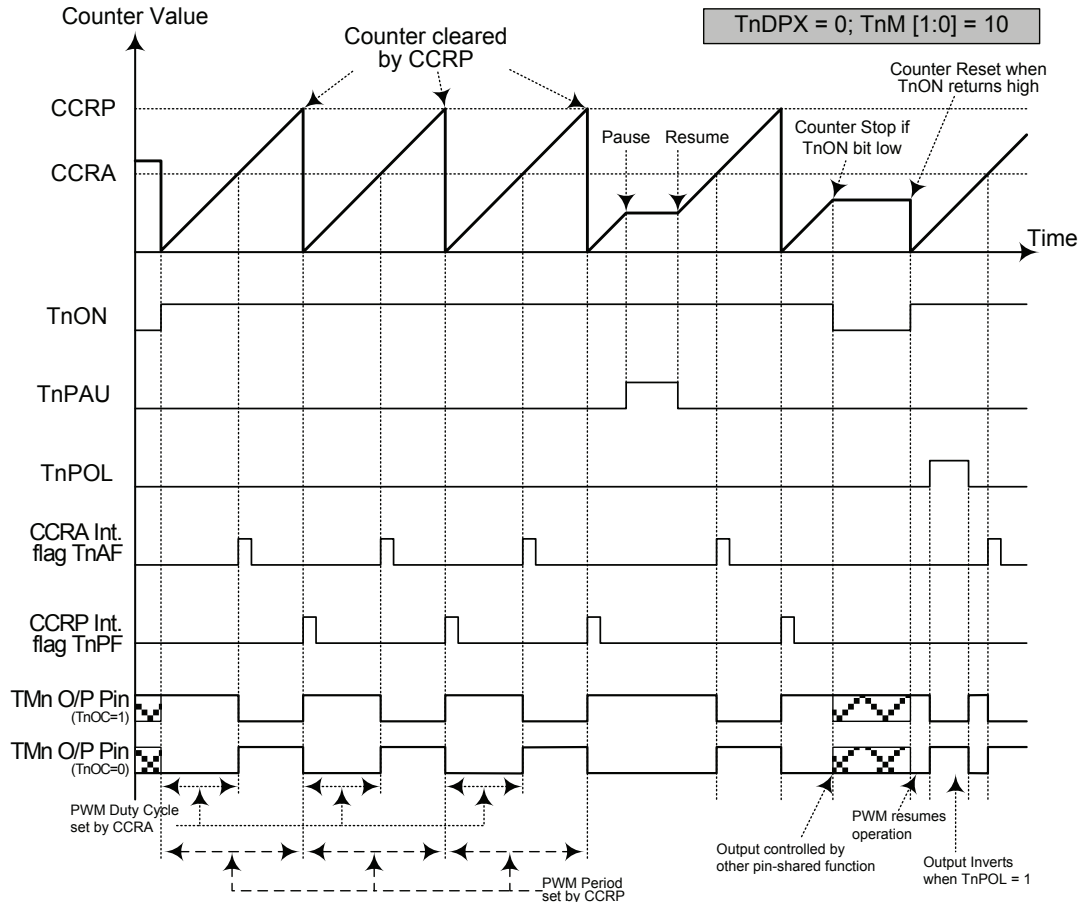 Counter Value
TnDPX = 0; TnM [1:0] = 10
Counter cleared
by CCRP
Counter Reset when
TnON returns high
CCRP
Pause
Resume
Counter Stop if
TnON bit low
CCRA
Time
TnON
TnPAU
TnPOL
CCRA Int.
flag TnAF
CCRP Int.
flag TnPF
TMn O/P Pin
(TnOC=1)
TMn O/P Pin
(TnOC=0)
PWM Duty Cycle
set by CCRA
PWM resumes
operation
Output controlled by
other pin-shared function
Output Inverts
when TnPOL = 1
PWM Period
set by CCRP